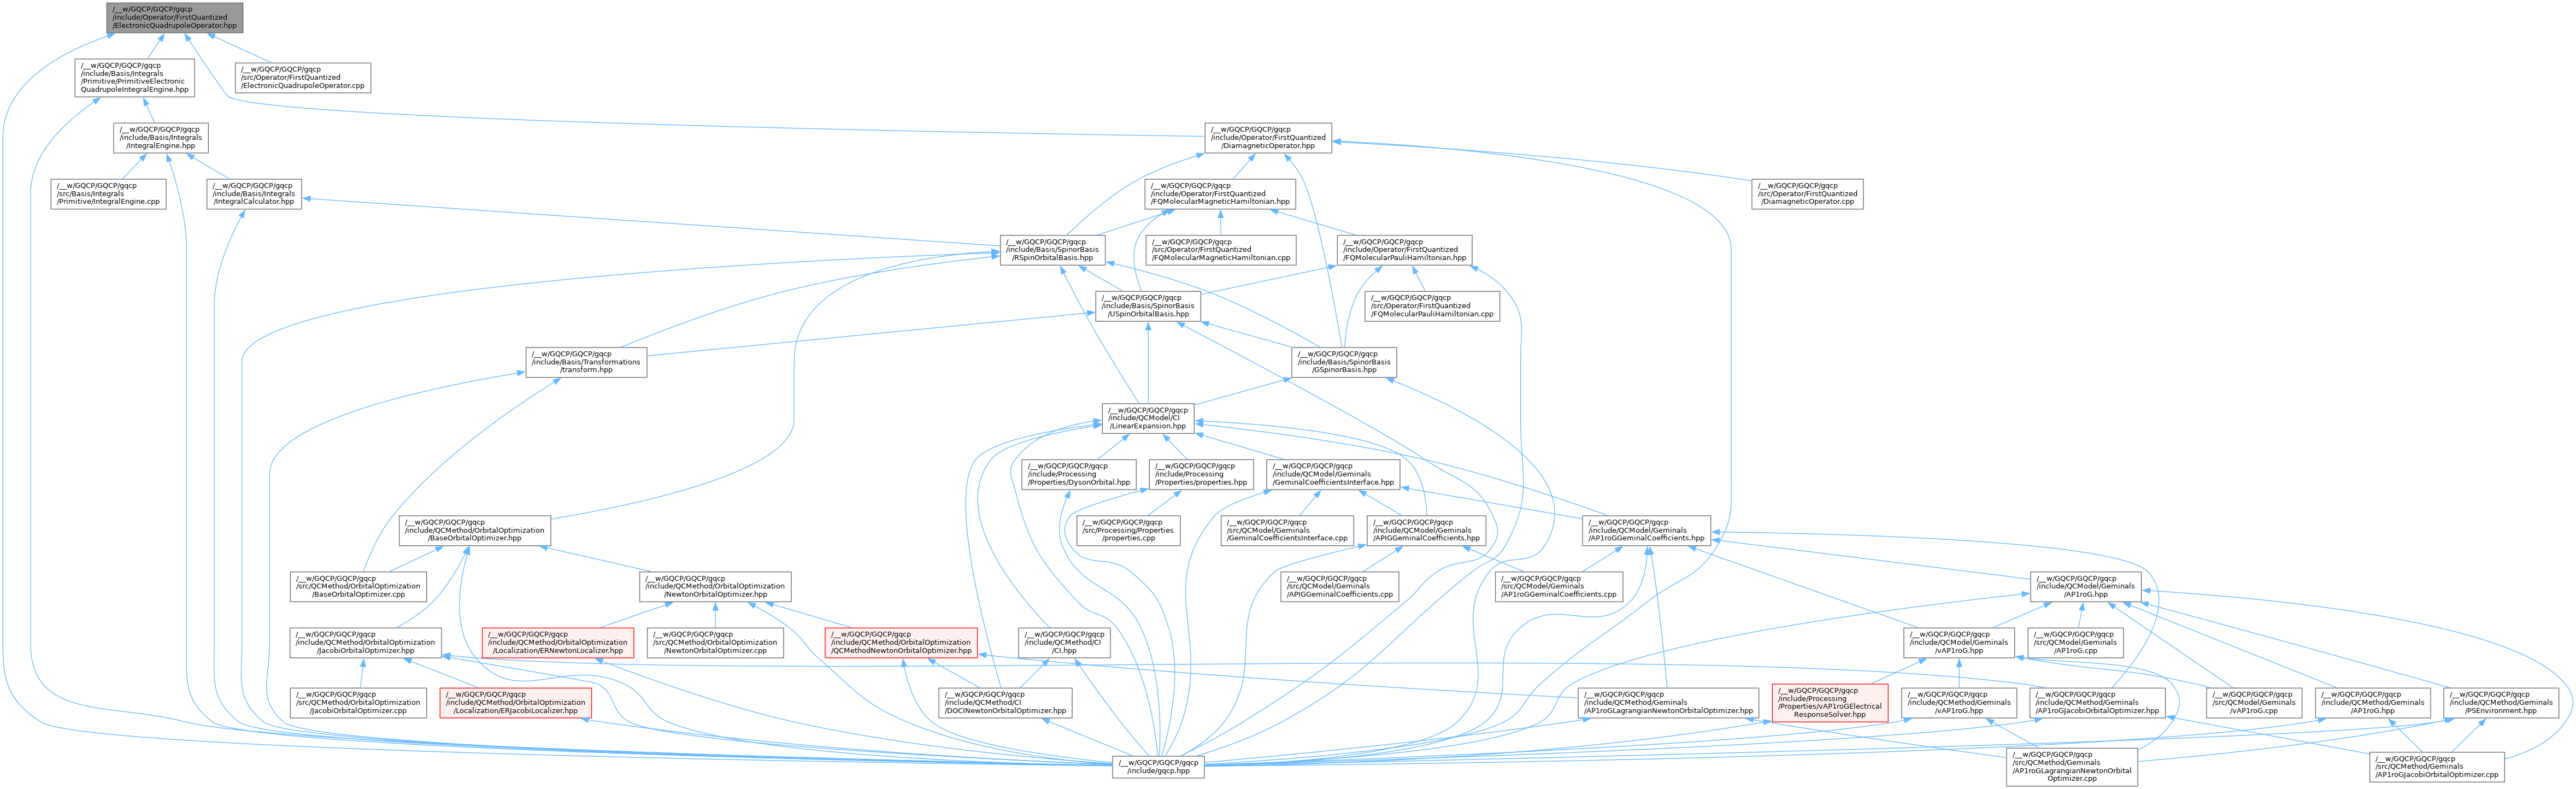 /__w/GQCP/GQCP/gqcp
/include/Operator/FirstQuantized
/ElectronicQuadrupoleOperator.hpp
/__w/GQCP/GQCP/gqcp
/include/Basis/Integrals
/Primitive/PrimitiveElectronic
QuadrupoleIntegralEngine.hpp
/__w/GQCP/GQCP/gqcp
/src/Operator/FirstQuantized
/ElectronicQuadrupoleOperator.cpp
/__w/GQCP/GQCP/gqcp
/include/Basis/Integrals
/IntegralEngine.hpp
/__w/GQCP/GQCP/gqcp
/include/Operator/FirstQuantized
/DiamagneticOperator.hpp
/__w/GQCP/GQCP/gqcp
/src/Basis/Integrals
/Primitive/IntegralEngine.cpp
/__w/GQCP/GQCP/gqcp
/include/Basis/Integrals
/IntegralCalculator.hpp
/__w/GQCP/GQCP/gqcp
/include/Operator/FirstQuantized
/FQMolecularMagneticHamiltonian.hpp
/__w/GQCP/GQCP/gqcp
/src/Operator/FirstQuantized
/DiamagneticOperator.cpp
/__w/GQCP/GQCP/gqcp
/include/Basis/SpinorBasis
/RSpinOrbitalBasis.hpp
/__w/GQCP/GQCP/gqcp
/src/Operator/FirstQuantized
/FQMolecularMagneticHamiltonian.cpp
/__w/GQCP/GQCP/gqcp
/include/Operator/FirstQuantized
/FQMolecularPauliHamiltonian.hpp
/__w/GQCP/GQCP/gqcp
/include/Basis/SpinorBasis
/USpinOrbitalBasis.hpp
/__w/GQCP/GQCP/gqcp
/src/Operator/FirstQuantized
/FQMolecularPauliHamiltonian.cpp
/__w/GQCP/GQCP/gqcp
/include/Basis/Transformations
/transform.hpp
/__w/GQCP/GQCP/gqcp
/include/Basis/SpinorBasis
/GSpinorBasis.hpp
/__w/GQCP/GQCP/gqcp
/include/QCModel/CI
/LinearExpansion.hpp
/__w/GQCP/GQCP/gqcp
/include/Processing
/Properties/DysonOrbital.hpp
/__w/GQCP/GQCP/gqcp
/include/Processing
/Properties/properties.hpp
/__w/GQCP/GQCP/gqcp
/include/QCModel/Geminals
/GeminalCoefficientsInterface.hpp
/__w/GQCP/GQCP/gqcp
/include/QCMethod/OrbitalOptimization
/BaseOrbitalOptimizer.hpp
/__w/GQCP/GQCP/gqcp
/src/Processing/Properties
/properties.cpp
/__w/GQCP/GQCP/gqcp
/src/QCModel/Geminals
/GeminalCoefficientsInterface.cpp
/__w/GQCP/GQCP/gqcp
/include/QCModel/Geminals
/APIGGeminalCoefficients.hpp
/__w/GQCP/GQCP/gqcp
/include/QCModel/Geminals
/AP1roGGeminalCoefficients.hpp
/__w/GQCP/GQCP/gqcp
/src/QCMethod/OrbitalOptimization
/BaseOrbitalOptimizer.cpp
/__w/GQCP/GQCP/gqcp
/include/QCMethod/OrbitalOptimization
/NewtonOrbitalOptimizer.hpp
/__w/GQCP/GQCP/gqcp
/src/QCModel/Geminals
/APIGGeminalCoefficients.cpp
/__w/GQCP/GQCP/gqcp
/src/QCModel/Geminals
/AP1roGGeminalCoefficients.cpp
/__w/GQCP/GQCP/gqcp
/include/QCModel/Geminals
/AP1roG.hpp
/__w/GQCP/GQCP/gqcp
/include/QCMethod/OrbitalOptimization
/JacobiOrbitalOptimizer.hpp
/__w/GQCP/GQCP/gqcp
/include/QCMethod/OrbitalOptimization
/Localization/ERNewtonLocalizer.hpp
/__w/GQCP/GQCP/gqcp
/src/QCMethod/OrbitalOptimization
/NewtonOrbitalOptimizer.cpp
/__w/GQCP/GQCP/gqcp
/include/QCMethod/OrbitalOptimization
/QCMethodNewtonOrbitalOptimizer.hpp
/__w/GQCP/GQCP/gqcp
/include/QCMethod/CI
/CI.hpp
/__w/GQCP/GQCP/gqcp
/include/QCModel/Geminals
/vAP1roG.hpp
/__w/GQCP/GQCP/gqcp
/src/QCModel/Geminals
/AP1roG.cpp
/__w/GQCP/GQCP/gqcp
/src/QCMethod/OrbitalOptimization
/JacobiOrbitalOptimizer.cpp
/__w/GQCP/GQCP/gqcp
/include/QCMethod/OrbitalOptimization
/Localization/ERJacobiLocalizer.hpp
/__w/GQCP/GQCP/gqcp
/include/QCMethod/CI
/DOCINewtonOrbitalOptimizer.hpp
/__w/GQCP/GQCP/gqcp
/include/QCMethod/Geminals
/AP1roGLagrangianNewtonOrbitalOptimizer.hpp
/__w/GQCP/GQCP/gqcp
/include/Processing
/Properties/vAP1roGElectrical
ResponseSolver.hpp
/__w/GQCP/GQCP/gqcp
/include/QCMethod/Geminals
/vAP1roG.hpp
/__w/GQCP/GQCP/gqcp
/include/QCMethod/Geminals
/AP1roGJacobiOrbitalOptimizer.hpp
/__w/GQCP/GQCP/gqcp
/src/QCModel/Geminals
/vAP1roG.cpp
/__w/GQCP/GQCP/gqcp
/include/QCMethod/Geminals
/AP1roG.hpp
/__w/GQCP/GQCP/gqcp
/include/QCMethod/Geminals
/PSEnvironment.hpp
/__w/GQCP/GQCP/gqcp
/include/gqcp.hpp
/__w/GQCP/GQCP/gqcp
/src/QCMethod/Geminals
/AP1roGLagrangianNewtonOrbital
Optimizer.cpp
/__w/GQCP/GQCP/gqcp
/src/QCMethod/Geminals
/AP1roGJacobiOrbitalOptimizer.cpp